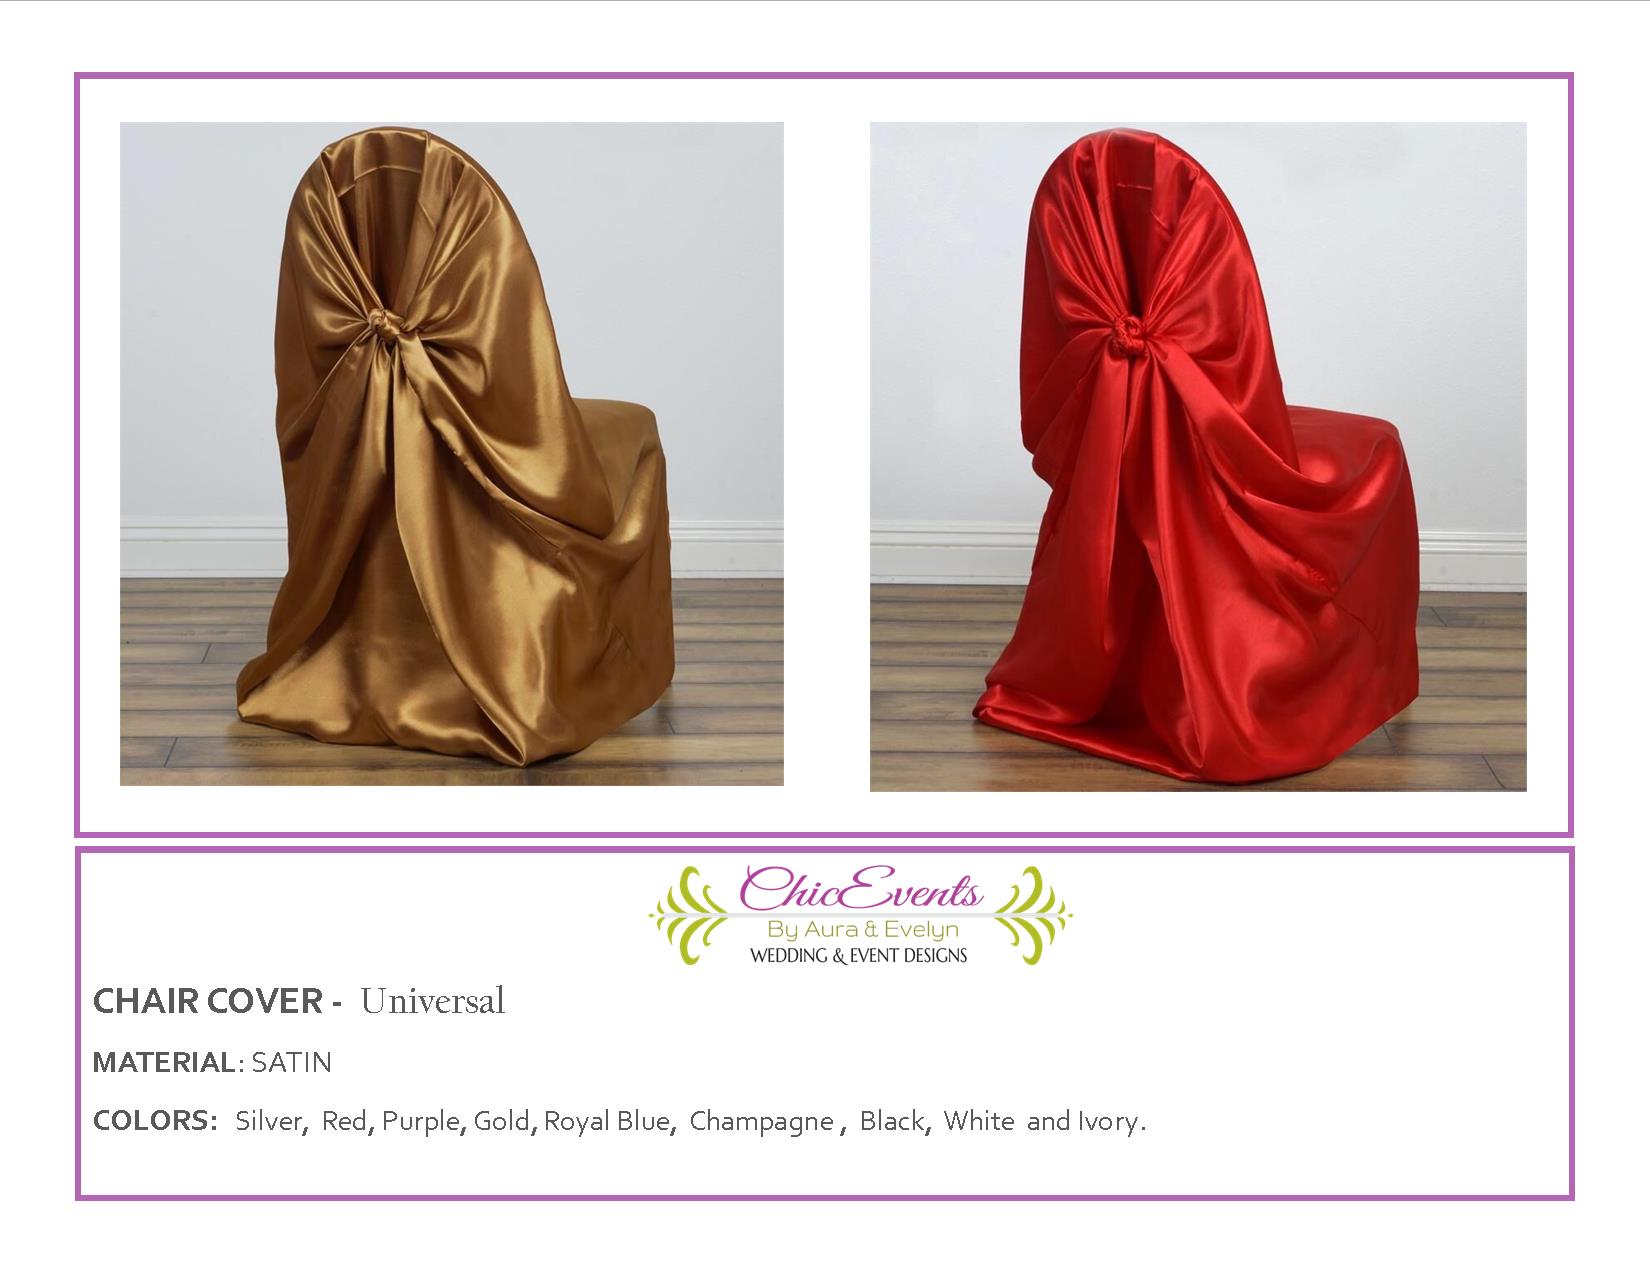 ChicEvents
By Aura & Evelyn
WEDDING & EVENT DESIGNS
CHAIR COVER - Universal
MATERIAL: SATIN
COLORS: Silver, Red, Purple, Gold, Royal Blue, Champagne , Black, White and Ivory.